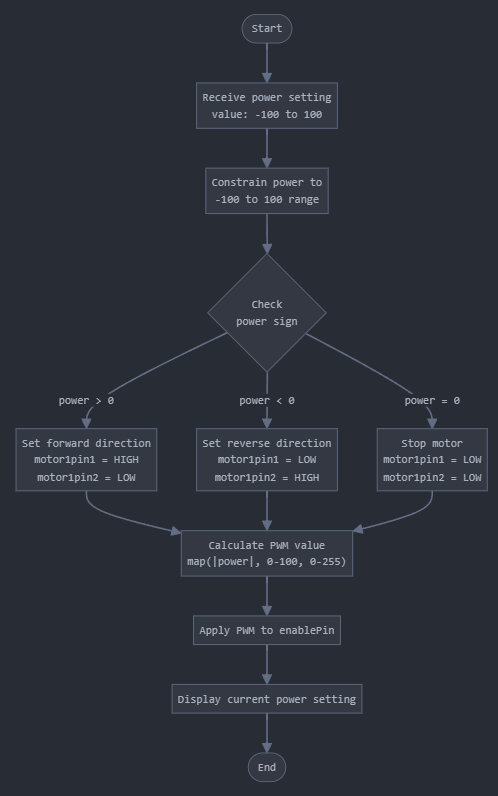 Start
Receive power setting
value: -100 to 100
Constrain power to
-100 to 100 range
Check
power sign
power > 0
power < 0
power = 0
Set forward direction
motor1pin1 = HIGH
motor1pin2 = LOW
Set reverse direction
motor1pin1 = LOW
motor1pin2 = HIGH
Stop motor
motor1pin1 = LOW
motor1pin2 = LOW
Calculate PWM value
map(|power|, 0-100, 0-255)
Apply PWM to enablePin
Display current power setting
End